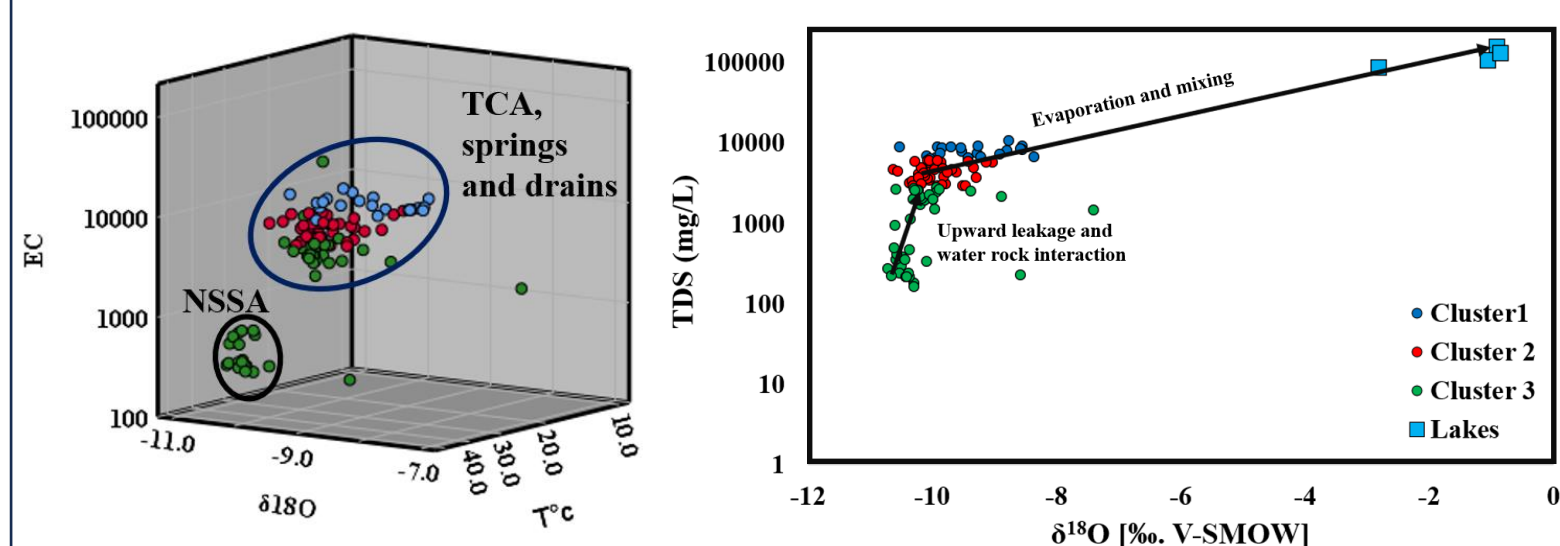 TCA,
springs
and drains
NSSA
EC
100000
10000
1000
100
-11.0
-9.0
-7.0
δ18O
40.0
30.0
20.0
10.0
T°c
TDS (mg/L)
100000
10000
1000
100
10
1
Evaporation and mixing
Upward leakage and
water rock interaction
Cluster1
Cluster 2
Cluster 3
Lakes
-12
-10
-8
-6
-4
-2
0
δ¹⁸O [‰. V-SMOW]